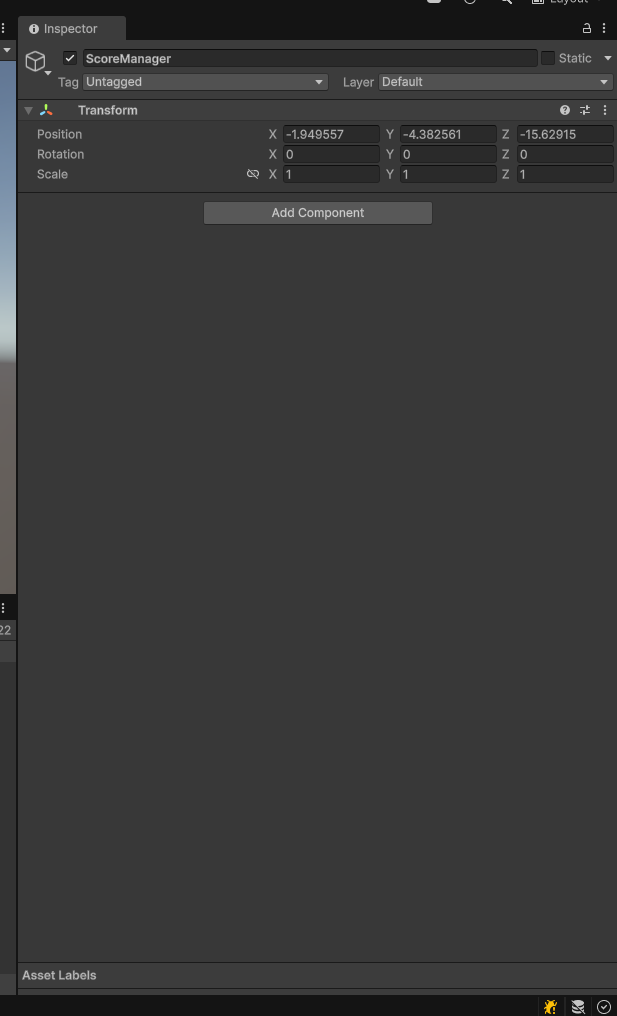 Layout
Inspector
ScoreManager
Static
Tag Untagged Layer Default
Transform
Position X -1.949557 Y -4.382561 Z -15.62915
Rotation X 0 Y 0 Z 0
Scale X 1 Y 1 Z 1
Add Component
22
Asset Labels